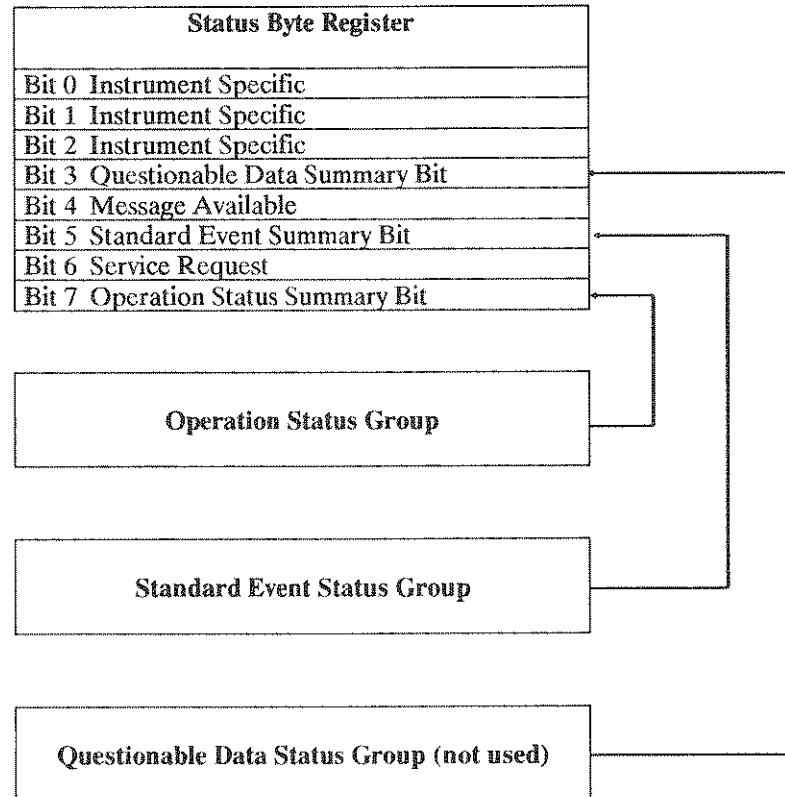 Status Byte Register
Bit 0 Instrument Specific
Bit 1 Instrument Specific
Bit 2 Instrument Specific
Bit 3 Questionable Data Summary Bit
Bit 4 Message Available
Bit 5 Standard Event Summary Bit
Bit 6 Service Request
Bit 7 Operation Status Summary Bit
Operation Status Group
Standard Event Status Group
Questionable Data Status Group (not used)